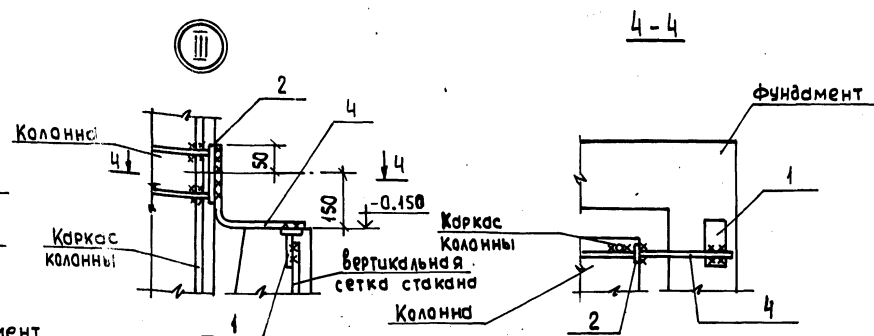 III
4-4
2
4
Колонна
4
50
4
150
-0.150
Каркас
колонны
вертикальная
сетка стакана
1
мент
фундамент
1
Каркас
колонны
Колонна
2
4